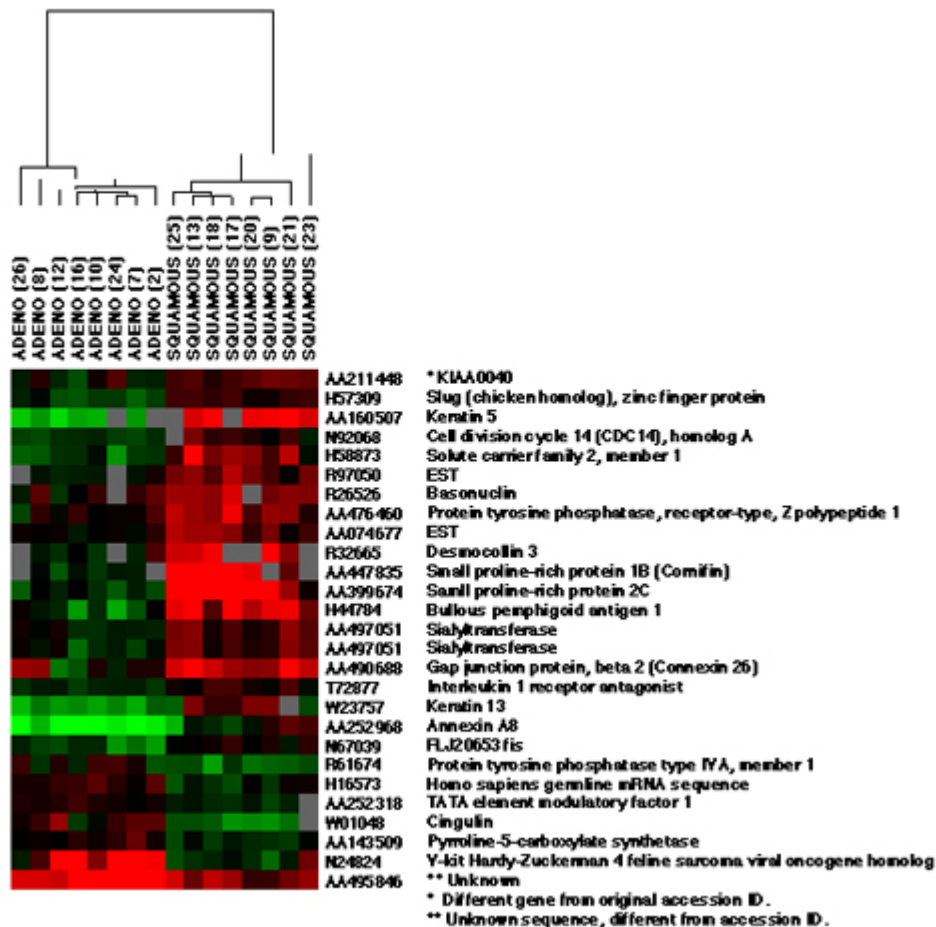 ADENO (26)
ADENO (8)
ADENO (12)
ADENO (16)
ADENO (10)
ADENO (24)
ADENO (7)
ADENO (2)
SQUAMOUS (25)
SQUAMOUS (13)
SQUAMOUS (18)
SQUAMOUS (17)
SQUAMOUS (20)
SQUAMOUS (9)
SQUAMOUS (21)
SQUAMOUS (23)
AA211448 * KIAA0040
H57309 Slug (chicken homolog), zinc finger protein
AA160507 Keratin 5
N92068 Cell division cycle 14 (CDC14), homolog A
H58873 Solute carrier family 2, member 1
R97050 EST
R26526 Basonuclin
AA476460 Protein tyrosine phosphatase, receptor-type, Z polypeptide 1
AA074677 EST
R32665 Desmocollin 3
AA447835 Small proline-rich protein 1B (Cornifin)
AA399674 Samll proline-rich protein 2C
H44784 Bullous pemphigoid antigen 1
AA497051 Sialyltransferase
AA497051 Sialyltransferase
AA490688 Gap junction protein, beta 2 (Connexin 26)
T72877 Interleukin 1 receptor antagonist
W23757 Keratin 13
AA252968 Annexin A8
N67039 FLJ20653 fis
R61674 Protein tyrosine phosphatase type IVA, member 1
H16573 Homo sapiens germline mRNA sequence
AA252318 TATA element modulatory factor 1
W01048 Cingulin
AA143509 Pyrroline-5-carboxylate synthetase
N24824 Y-kit Hardy-Zuckerman 4 feline sarcoma viral oncogene homolog
AA495846 ** Unknown
* Different gene from original accession ID.
** Unknown sequence, different from accession ID.